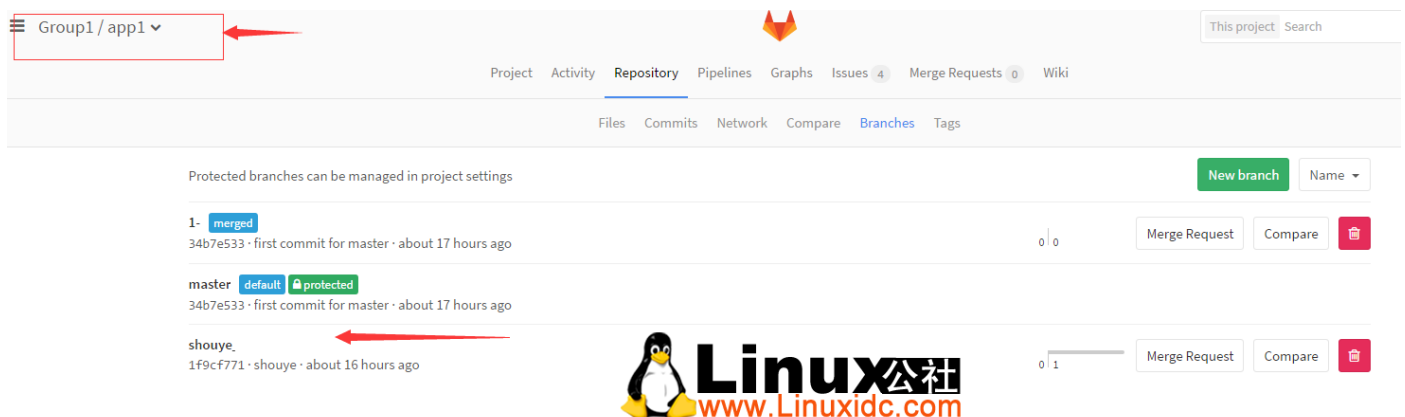 Group1 / app1
This project Search
Project Activity Repository Pipelines Graphs Issues 4 Merge Requests 0 Wiki
Files Commits Network Compare Branches Tags
Protected branches can be managed in project settings
New branch Name
1- merged
34b7e533 · first commit for master · about 17 hours ago
0 0 Merge Request Compare
master default protected
34b7e533 · first commit for master · about 17 hours ago
shouye_
1f9cf771 · shouye · about 16 hours ago
0 1 Merge Request Compare
Linux公社
www.Linuxidc.com